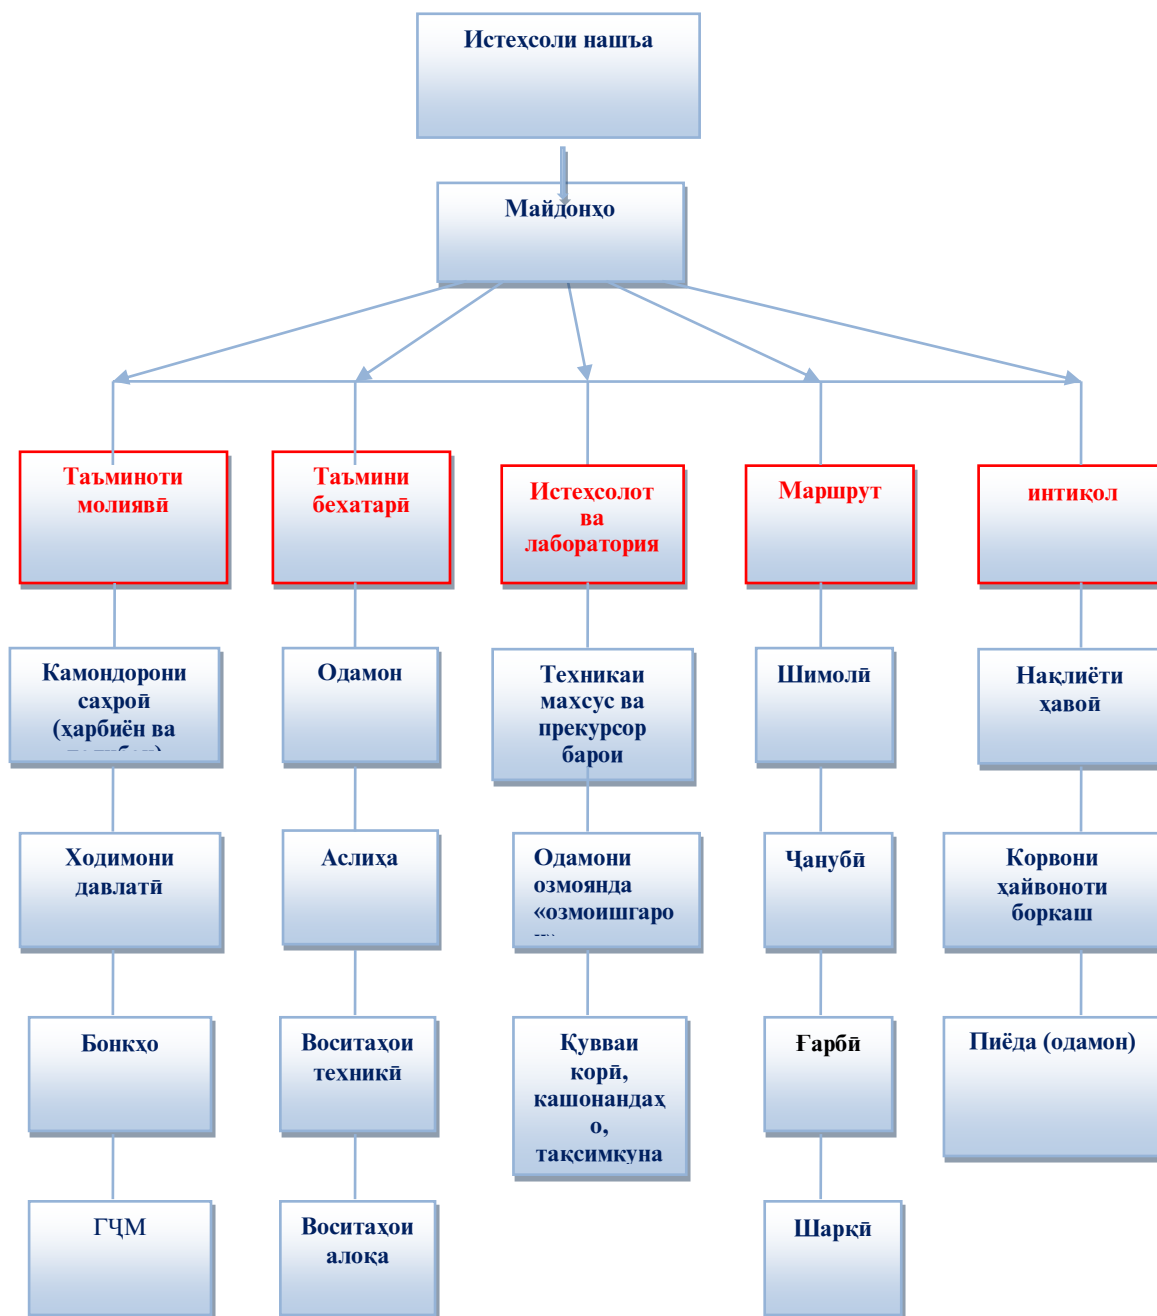 Истеҳсоли нашъа
Майдонҳо
Таъминоти
молиявӣ
Таъмини
бехатарӣ
Истеҳсолот
ва
лаборатория
Маршрут
интиқол
Камондорони
саҳроӣ
(ҳарбиён ва
Одамон
Техникаи
махсус ва
прекурсор
барои
Шимолӣ
Нақлиёти
ҳавоӣ
Ходимони
давлатӣ
Аслиҳа
Одамони
озмоянда
«озмоишгаро
Ҷанубӣ
Корвони
ҳайвоноти
боркаш
Бонкҳо
Воситаҳои
техникӣ
Қувваи
корӣ,
кашонандаҳ
о,
тақсимкуна
Ғарбӣ
Пиёда (одамон)
ГҶМ
Воситаҳои
алоқа
Шарқӣ